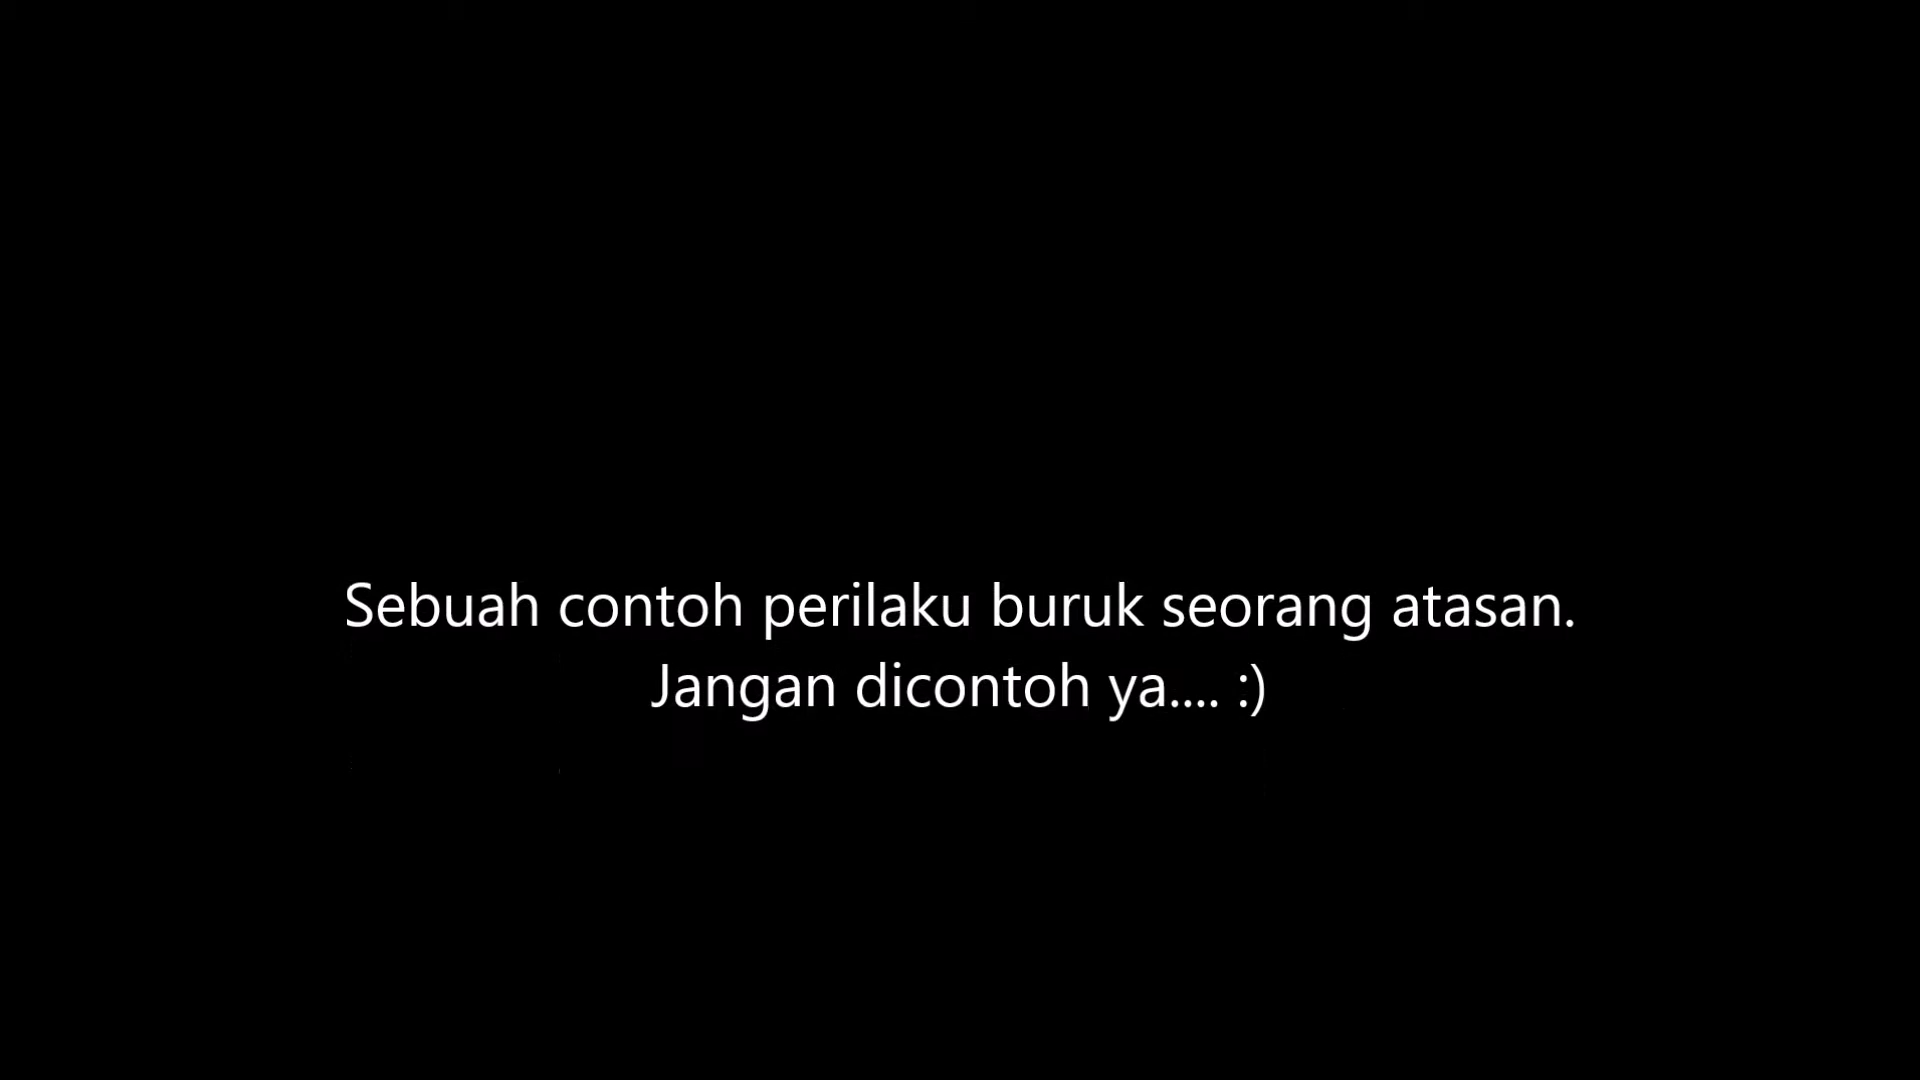 Sebuah contoh perilaku buruk seorang atasan.
Jangan dicontoh ya.... :)